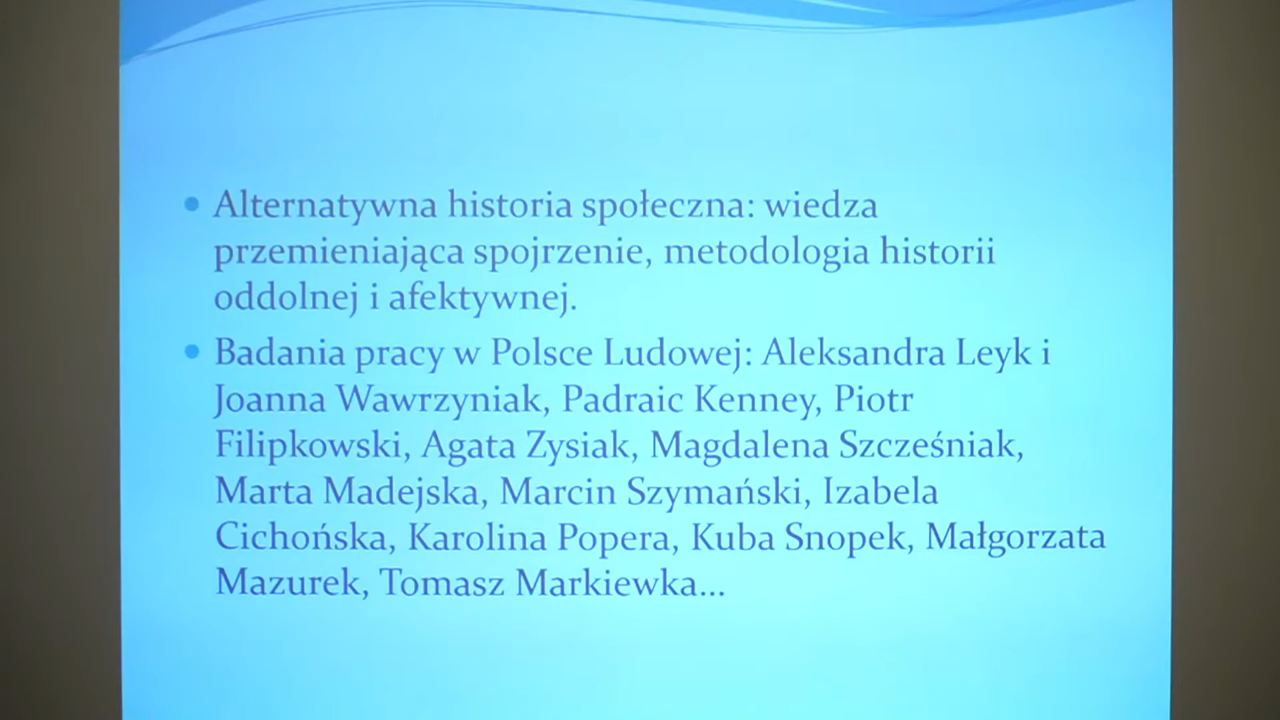 • Alternatywna historia społeczna: wiedza
przemieniająca spojrzenie, metodologia historii
oddolnej i afektywnej.
• Badania pracy w Polsce Ludowej: Aleksandra Leyk i
Joanna Wawrzyniak, Padraic Kenney, Piotr
Filipkowski, Agata Zysiak, Magdalena Szcześniak,
Marta Madejska, Marcin Szymański, Izabela
Cichońska, Karolina Popera, Kuba Snopek, Małgorzata
Mazurek, Tomasz Markiewka...